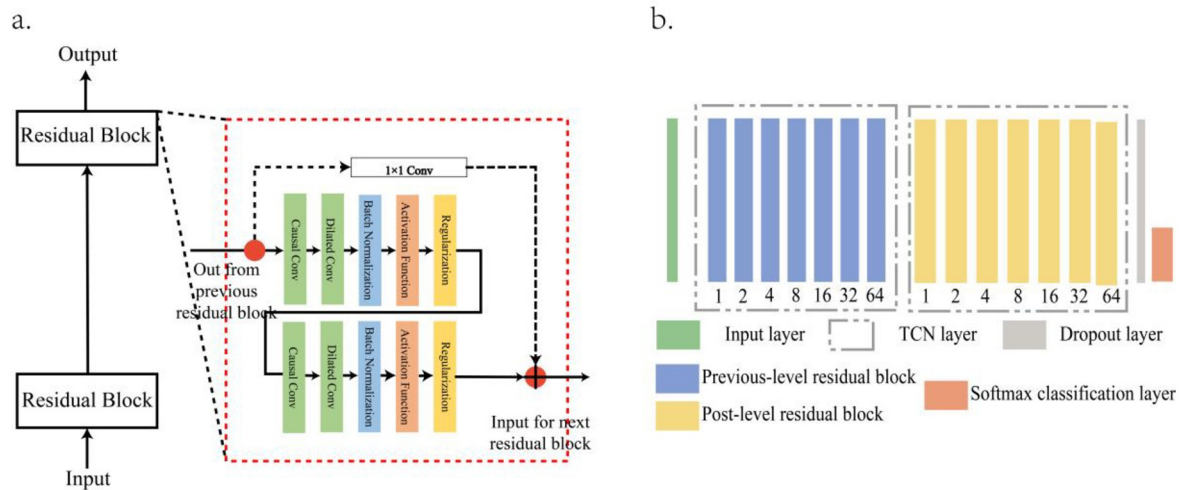 a.
Output
Residual Block
1×1 Conv
Causal Conv
Dilated Conv
Batch Normalization
Activation Function
Regularization
Out from
previous
residual block
Causal Conv
Dilated Conv
Batch Normalization
Activation Function
Regularization
Residual Block
Input for next
residual block
Input
b.
1 2 4 8 16 32 64
1 2 4 8 16 32 64
Input layer
TCN layer
Dropout layer
Previous-level residual block
Softmax classification layer
Post-level residual block